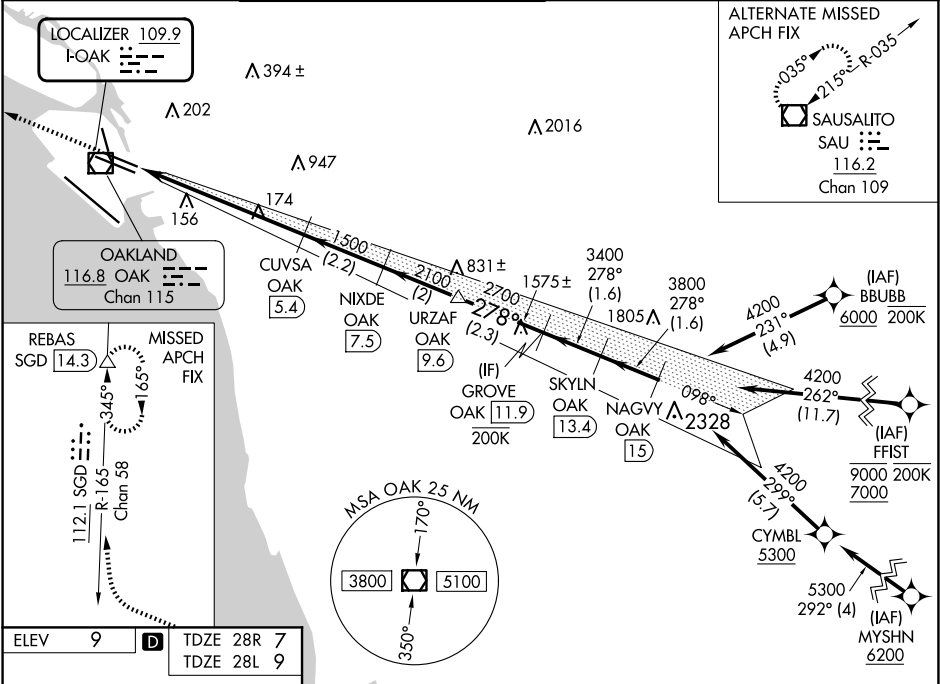 LOCALIZER 109.9
I-OAK
394 ±
202
2016
947
174
156
ALTERNATE MISSED
APCH FIX
035°
R-035
215°
SAUSALITO
SAU
116.2
Chan 109
OAKLAND
116.8 OAK
Chan 115
1500
(2.2)
CUVSA
OAK
5.4
2100
(2)
NIXDE
OAK
7.5
831 ±
2700
278°
(2.3)
URZAF
OAK
9.6
1575 ±
(IF)
GROVE
OAK 11.9
200K
3400
278°
(1.6)
SKYLN
OAK
13.4
3800
278°
(1.6)
1805
NAGVY
OAK
15
098°
2328
4200
231°
(4.9)
(IAF)
BBUBB
6000 200K
4200
262°
(11.7)
(IAF)
FFIST
9000 200K
7000
4200
299°
(5.7)
CYMBL
5300
5300
292° (4)
(IAF)
MYSHN
6200
REBAS
SGD 14.3
MISSED
APCH
FIX
345°
165°
112.1 SGD
R-165
Chan 58
MSA OAK 25 NM
170°
3800
5100
350°
ELEV 9
D
TDZE 28R 7
TDZE 28L 9